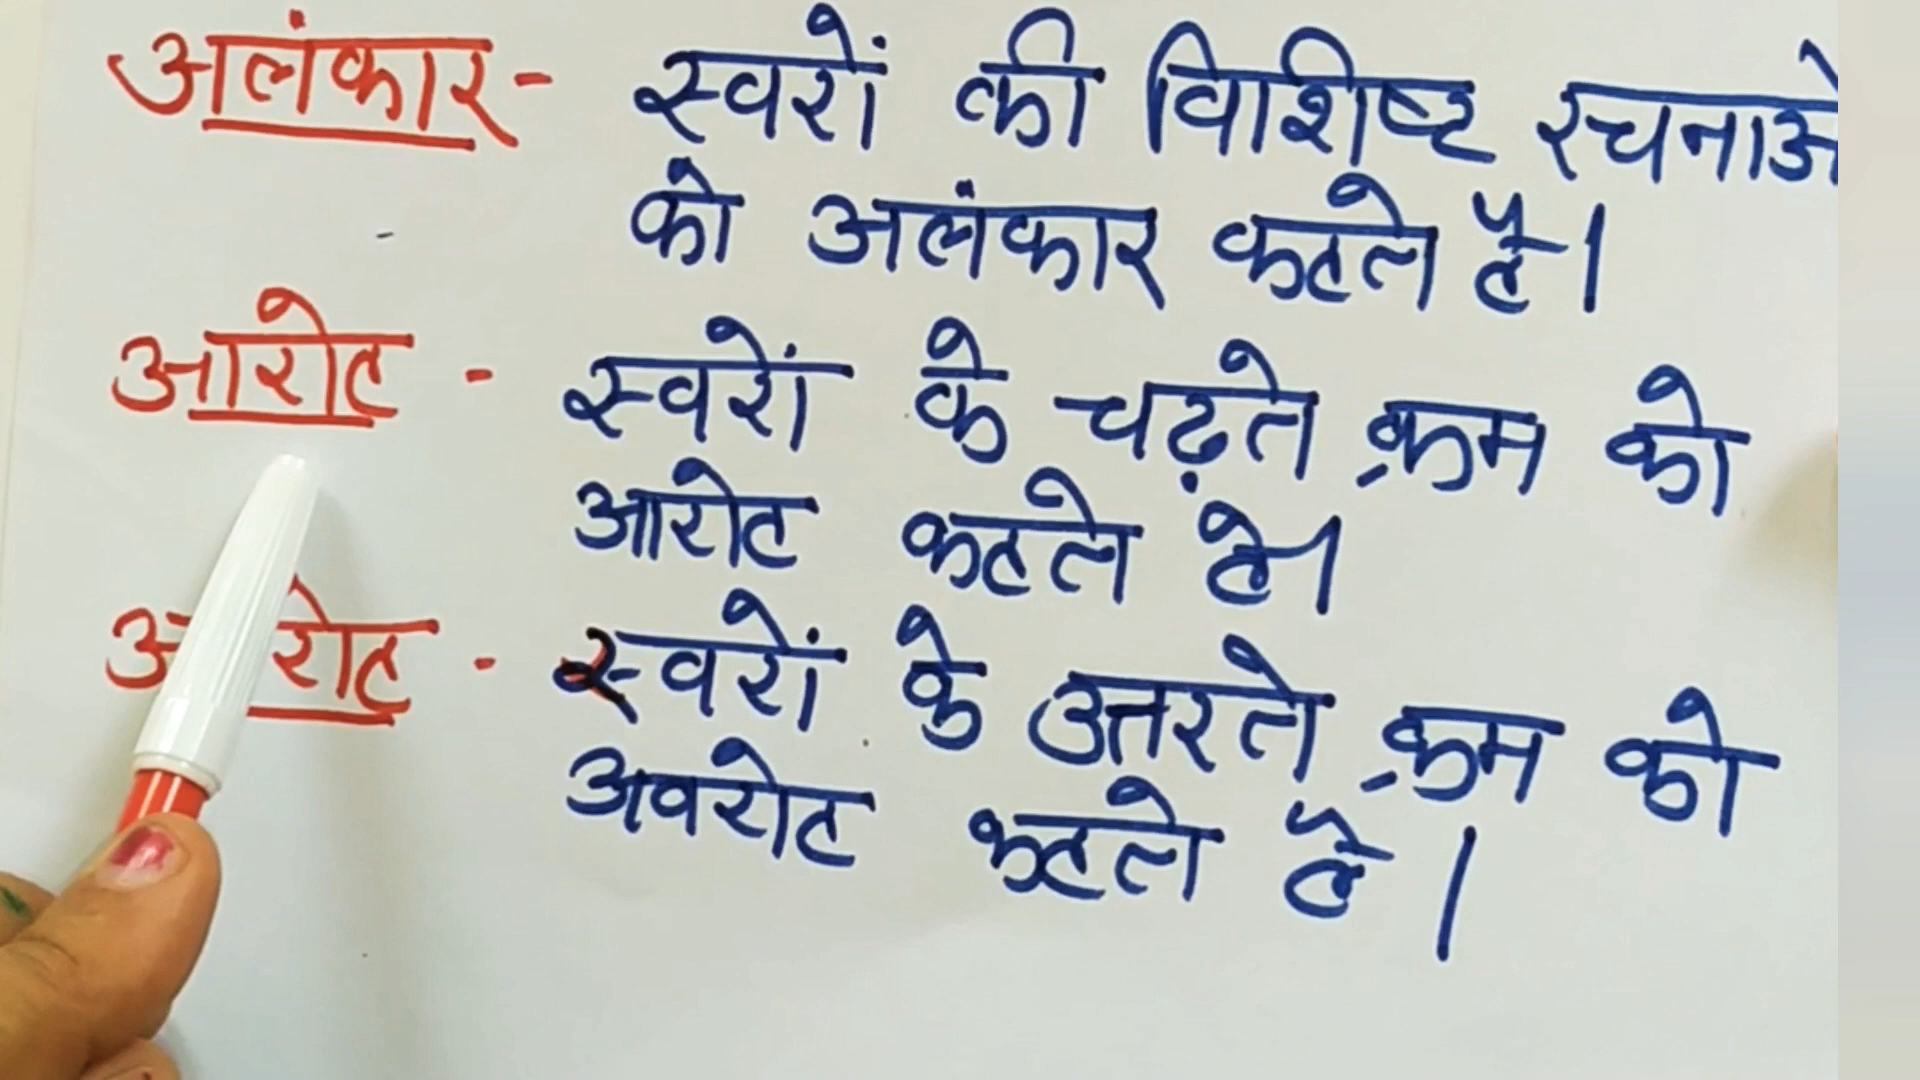 अलंकार - स्वरों की विशिष्ट रचनाओ
को अलंकार कहते है।
आरोह - स्वरों के चढ़ते क्रम को
आरोह कहते है।
- स्वरों के उतरते क्रम को
अवरोह कहते है।